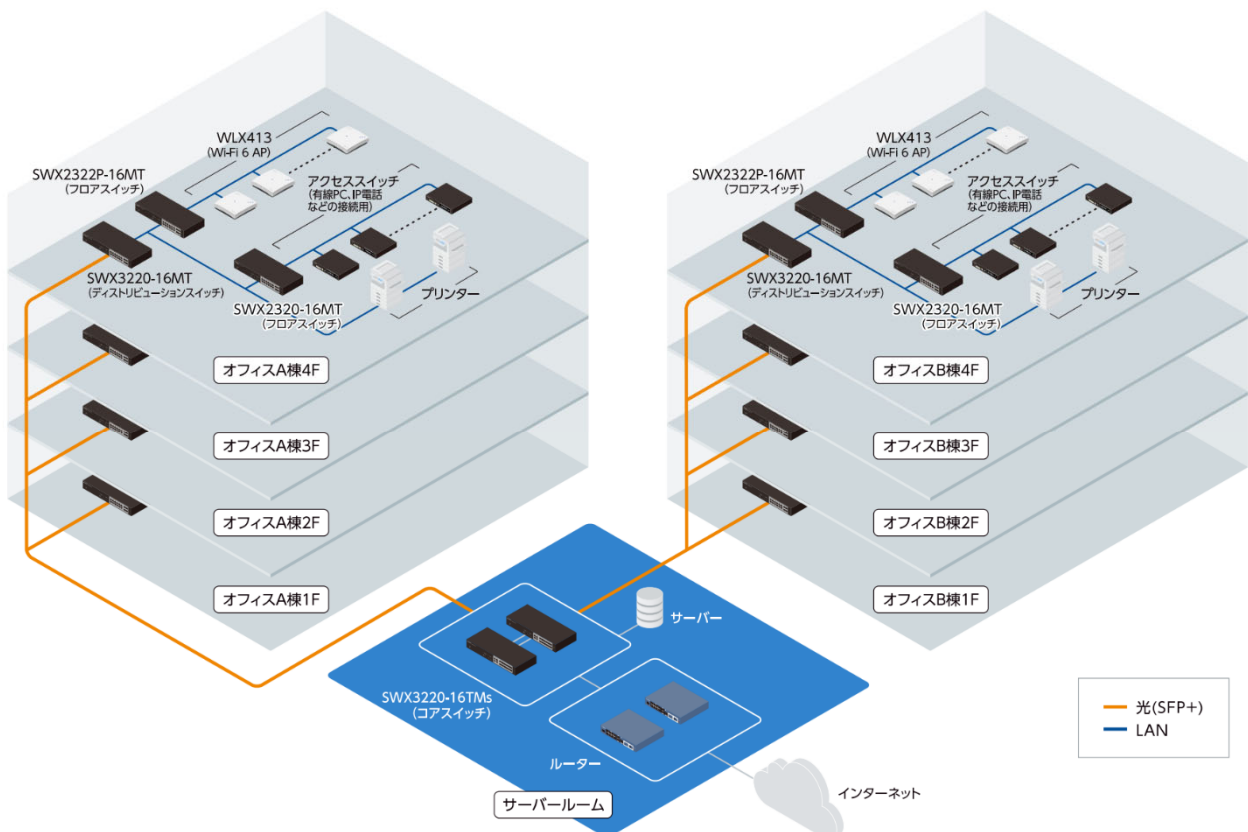 WLX413
(Wi-Fi 6 AP)
SWX2322P-16MT
(フロアスイッチ)
アクセススイッチ
(有線PC、IP電話
などの接続用)
SWX3220-16MT
(ディストリビューションスイッチ)
プリンター
SWX2320-16MT
(フロアスイッチ)
オフィスA棟4F
オフィスA棟3F
オフィスA棟2F
オフィスA棟1F
WLX413
(Wi-Fi 6 AP)
SWX2322P-16MT
(フロアスイッチ)
アクセススイッチ
(有線PC、IP電話
などの接続用)
SWX3220-16MT
(ディストリビューションスイッチ)
プリンター
SWX2320-16MT
(フロアスイッチ)
オフィスB棟4F
オフィスB棟3F
オフィスB棟2F
オフィスB棟1F
サーバー
SWX3220-16TMs
(コアスイッチ)
ルーター
サーバールーム
インターネット
光(SFP+)
LAN